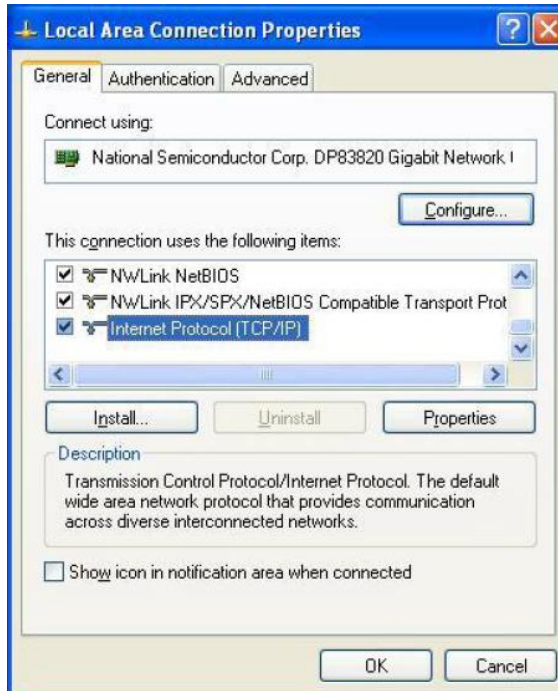 Local Area Connection Properties
General Authentication Advanced
Connect using:
National Semiconductor Corp. DP83820 Gigabit Network
Configure...
This connection uses the following items:
NWLink NetBIOS
NWLink IPX/SPX/NetBIOS Compatible Transport Prot
Internet Protocol (TCP/IP)
Install... Uninstall Properties
Description
Transmission Control Protocol/Internet Protocol. The default
wide area network protocol that provides communication
across diverse interconnected networks.
Show icon in notification area when connected
OK Cancel